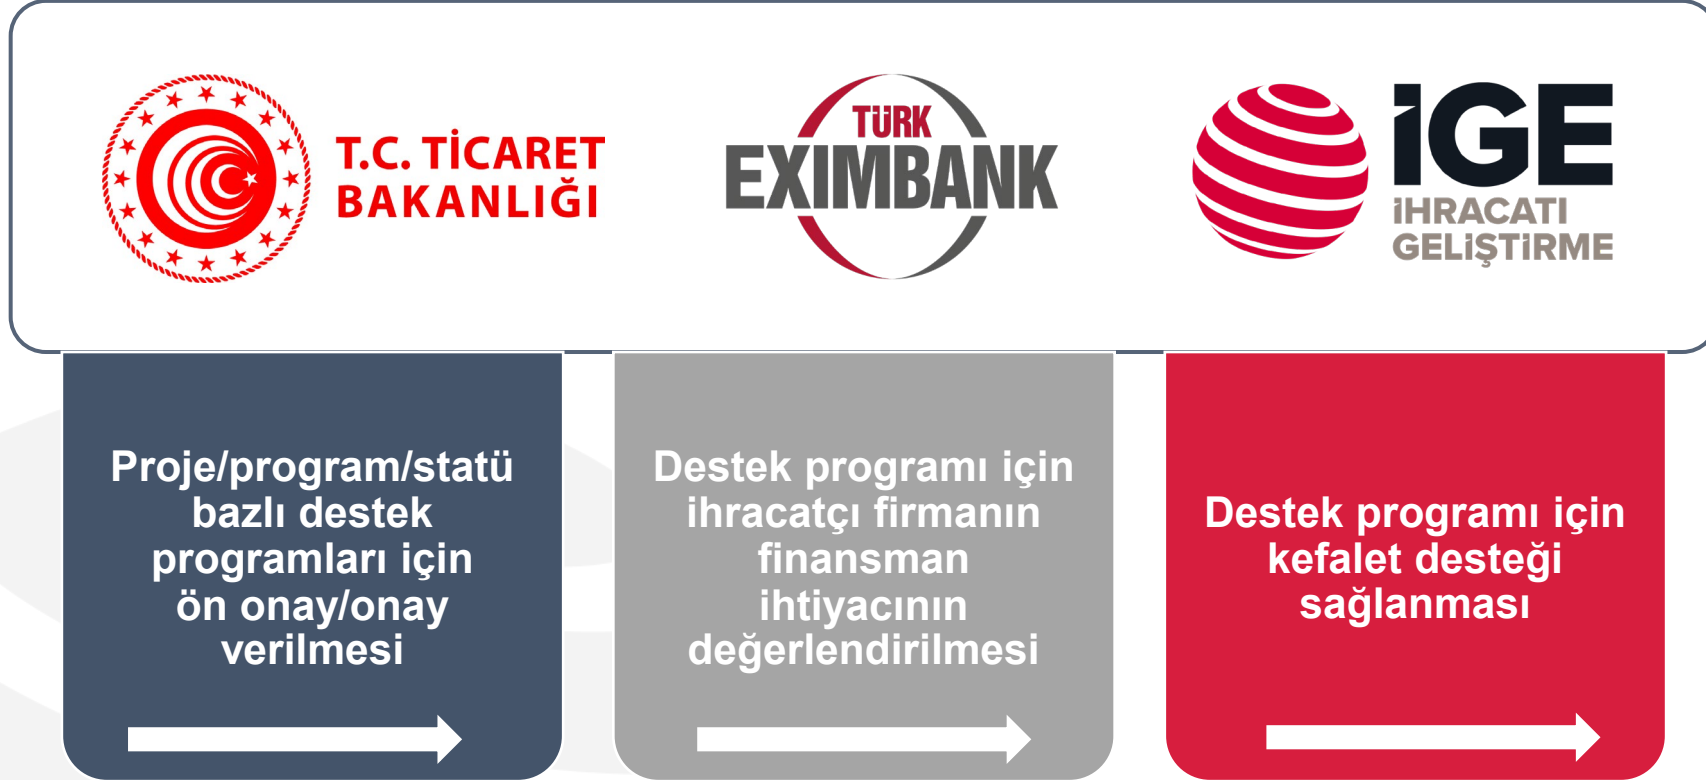 T.C. TİCARET
BAKANLIĞI
TÜRK
EXIMBANK
İGE
İHRACATI
GELİŞTİRME
Proje/program/statü
bazlı destek
programları için
ön onay/onay
verilmesi
Destek programı için
ihracatçı firmanın
finansman
ihtiyacının
değerlendirilmesi
Destek programı için
kefalet desteği
sağlanması